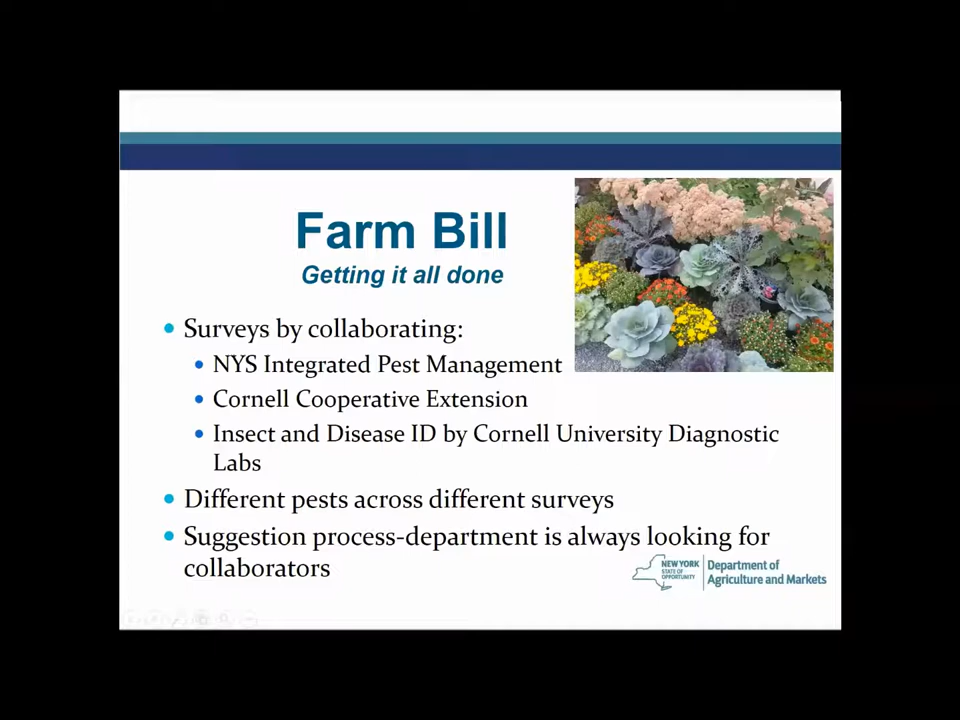 Farm Bill
Getting it all done
Surveys by collaborating:
NYS Integrated Pest Management
Cornell Cooperative Extension
Insect and Disease ID by Cornell University Diagnostic
Labs
Different pests across different surveys
Suggestion process-department is always looking for
collaborators
NEW YORK
STATE OF
OPPORTUNITY
Department of
Agriculture and Markets